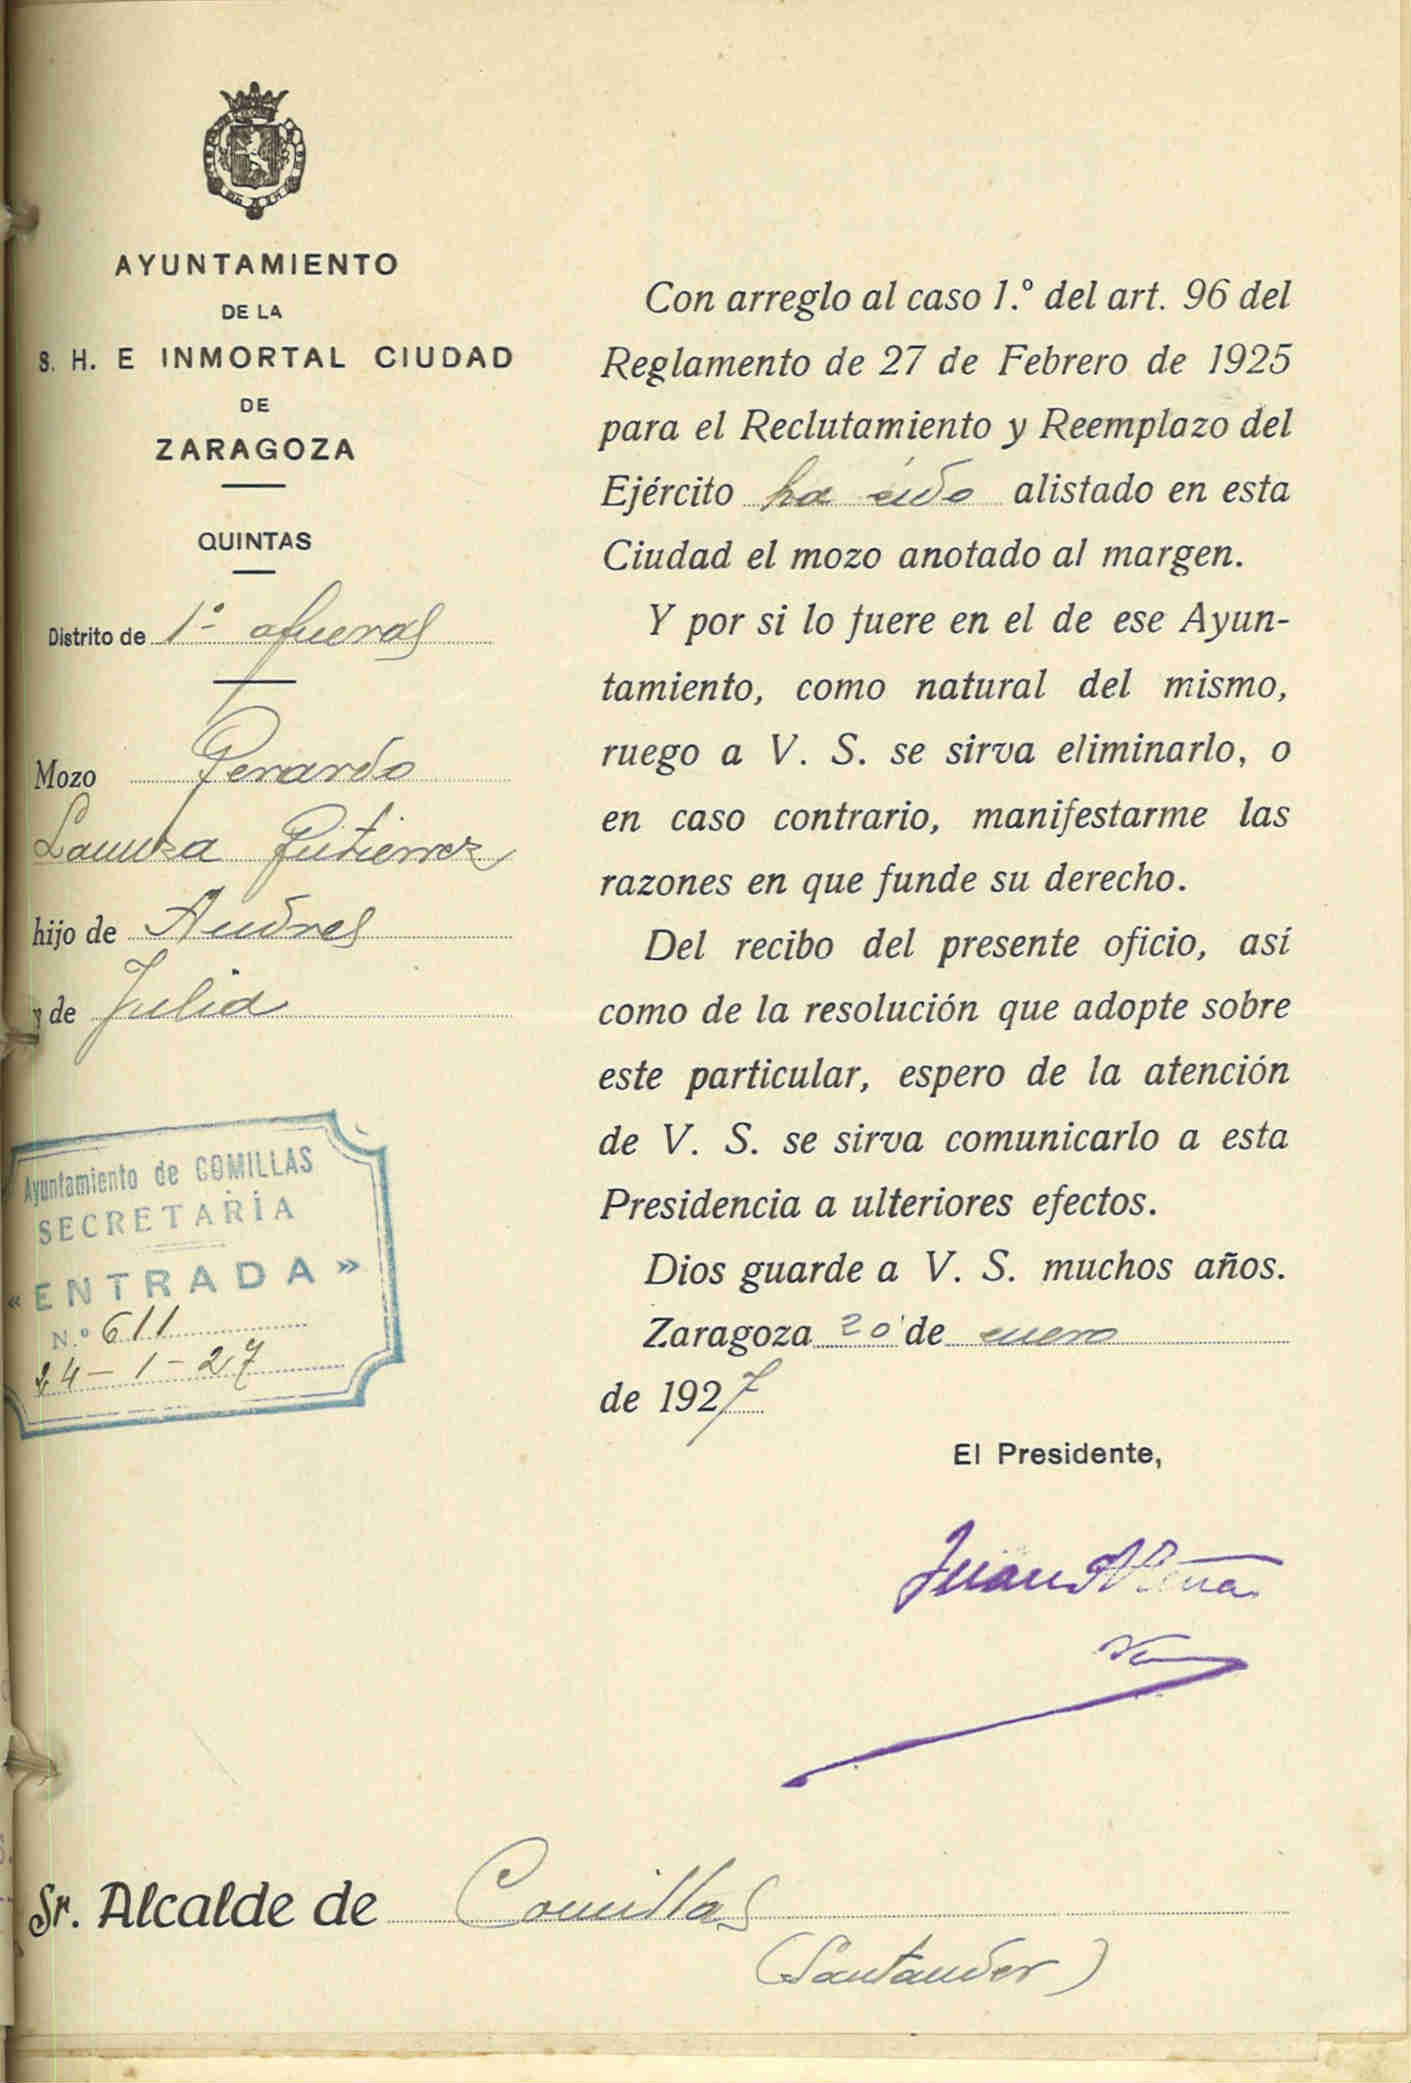 AYUNTAMIENTO
DE LA
S. H. E INMORTAL CIUDAD
DE
ZARAGOZA
QUINTAS
Distrito de 1º afueras
Mozo Gerardo
Lanuza Gutierrez
hijo de Andres
y de Julia
Ayuntamiento de COMILLAS
SECRETARÍA
«ENTRADA»
N.º 611
24-1-27
Con arreglo al caso 1.º del art. 96 del
Reglamento de 27 de Febrero de 1925
para el Reclutamiento y Reemplazo del
Ejército ha sido alistado en esta
Ciudad el mozo anotado al margen.
Y por si lo fuere en el de ese Ayun-
tamiento, como natural del mismo,
ruego a V. S. se sirva eliminarlo, o
en caso contrario, manifestarme las
razones en que funde su derecho.
Del recibo del presente oficio, así
como de la resolución que adopte sobre
este particular, espero de la atención
de V. S. se sirva comunicarlo a esta
Presidencia a ulteriores efectos.
Dios guarde a V. S. muchos años.
Zaragoza 20 de enero
de 1927
El Presidente,
Juan
Sr. Alcalde de Comillas
(Santander)